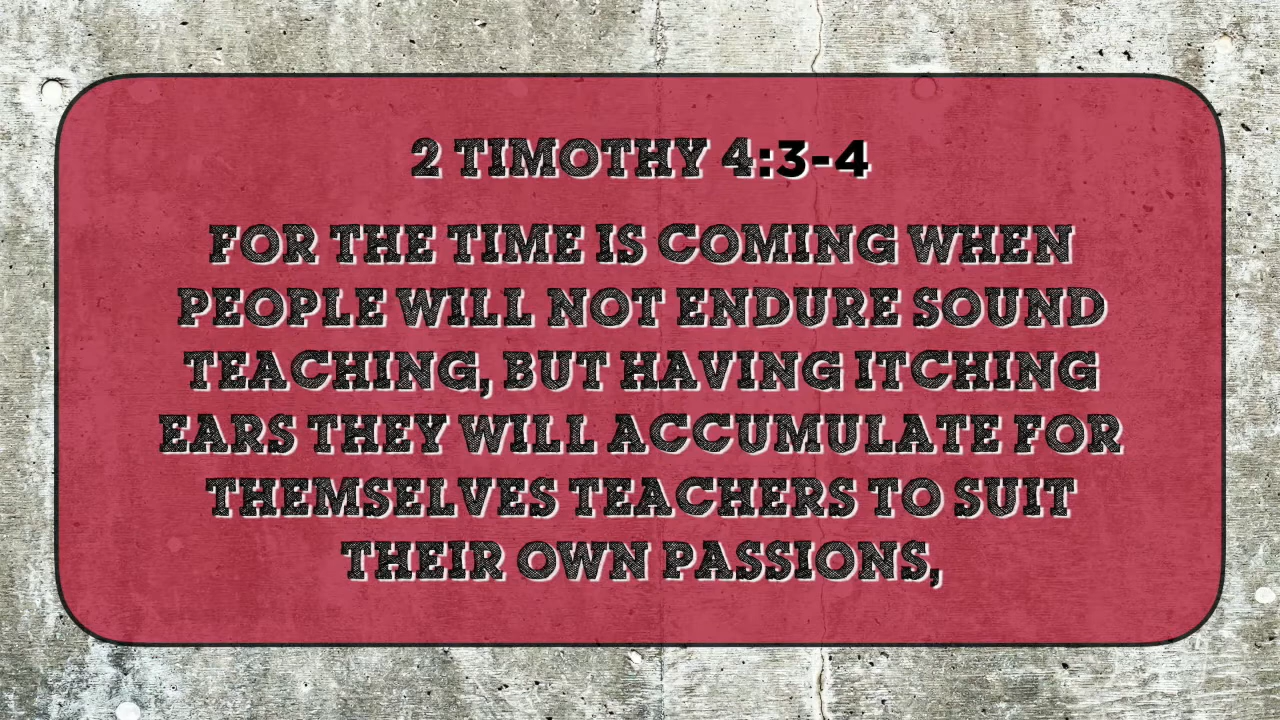 2 TIMOTHY 4:3-4
FOR THE TIME IS COMING WHEN
PEOPLE WILL NOT ENDURE SOUND
TEACHING, BUT HAVING ITCHING
EARS THEY WILL ACCUMULATE FOR
THEMSELVES TEACHERS TO SUIT
THEIR OWN PASSIONS,